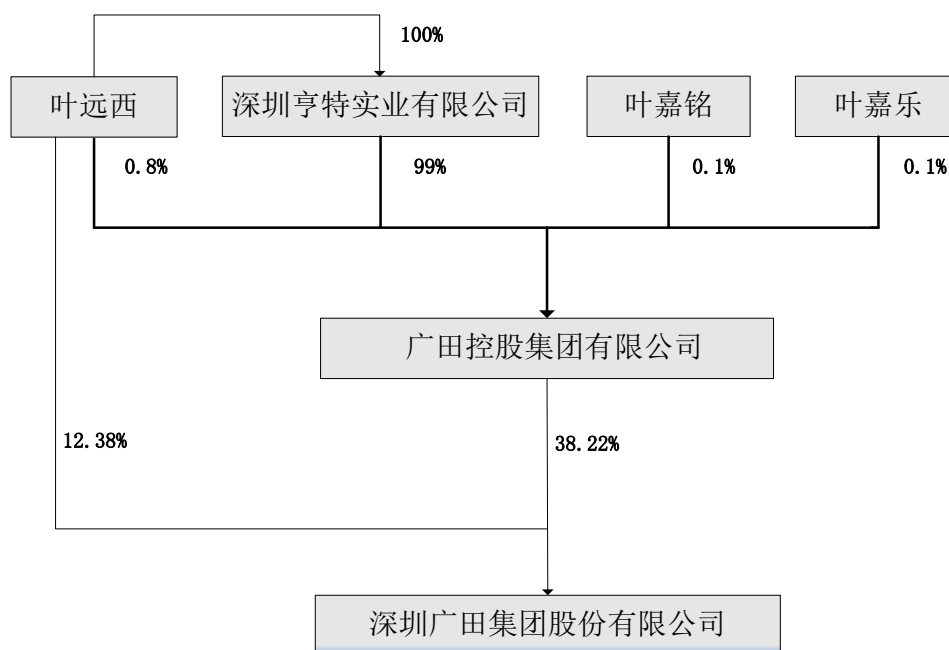 100%
叶远西
深圳亨特实业有限公司
叶嘉铭
叶嘉乐
0.8%
99%
0.1%
0.1%
广田控股集团有限公司
12.38%
38.22%
深圳广田集团股份有限公司